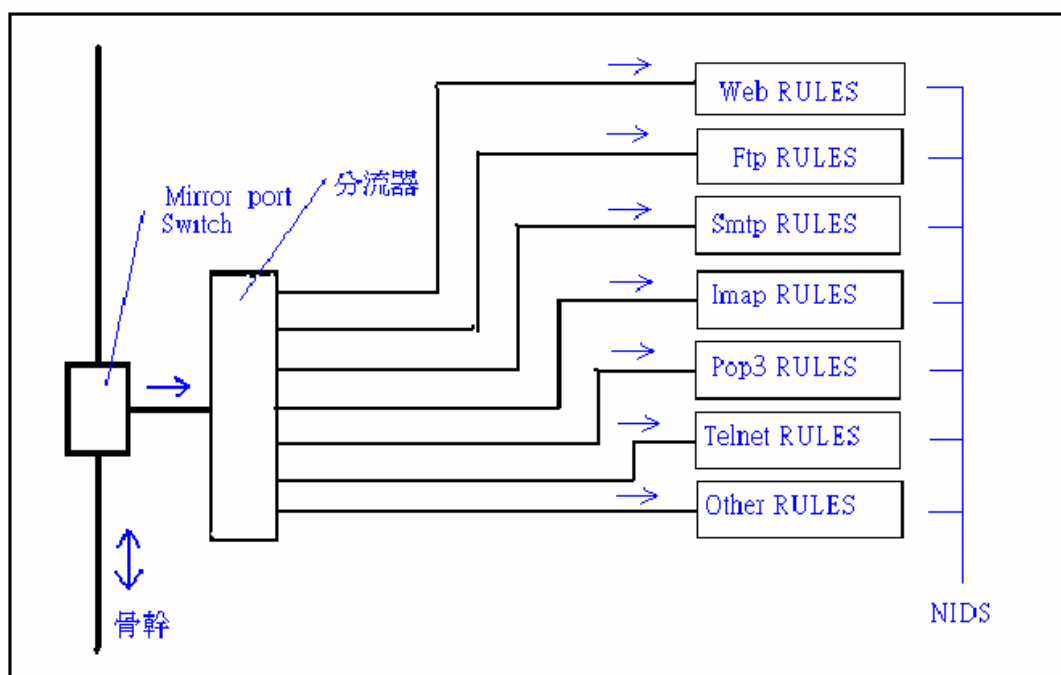 Web RULES
Ftp RULES
分流器
Mirror port
Switch
Smtp RULES
Imap RULES
Pop3 RULES
Telnet RULES
Other RULES
骨幹
NIDS